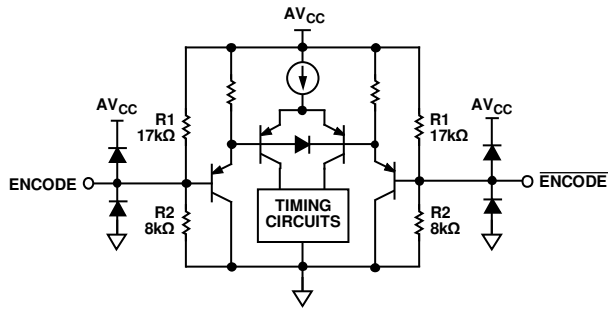 AVCC
AVCC
R1
17kΩ
R1
17kΩ
AVCC
ENCODE
ENCODE
R2
8kΩ
TIMING
CIRCUITS
R2
8kΩ